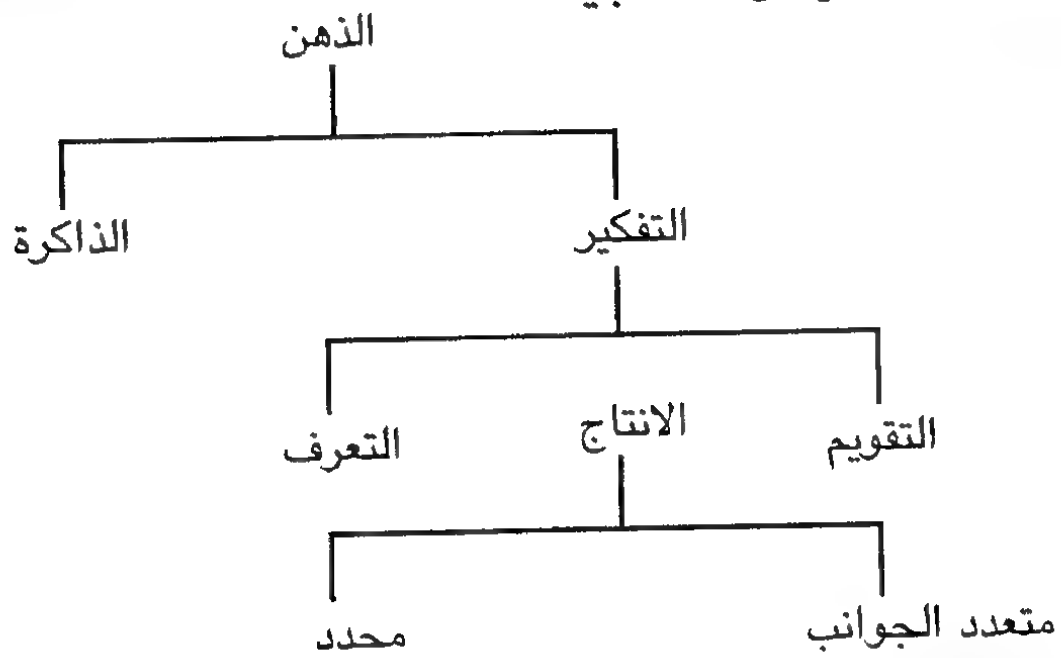 الذهن
التفكير الذاكرة
التقويم الانتاج التعرف
متعدد الجوانب محدد